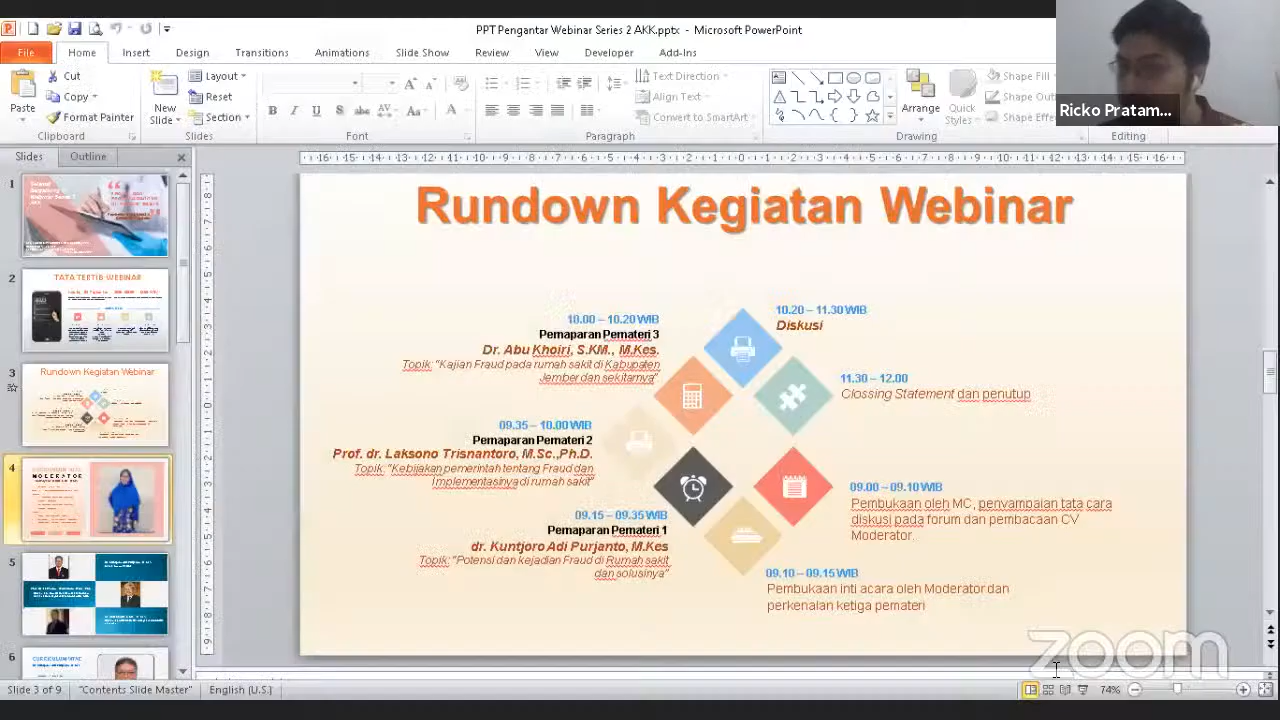 PPT Pengantar Webinar Series 2 AKK.pptx - Microsoft PowerPoint
File Home Insert Design Transitions Animations Slide Show Review View Developer Add-Ins
Paste
Cut
Copy
Format Painter
Clipboard
New Slide
Layout
Reset
Section
Slides
Font
Text Direction
Align Text
Convert to SmartArt
Paragraph
Arrange
Quick Styles
Shape Fill
Drawing
Editing
Ricko Pratam...
Slides Outline
1
2
TATA TERTIB WEBINAR
3
Rundown Kegiatan Webinar
4
MODERATOR
5
6
Rundown Kegiatan Webinar
10.00 – 10.20 WIB
Pemaparan Pemateri 3
Dr. Abu Khoiri, S.KM., M.Kes.
Topik: “Kajian Fraud pada rumah sakit di Kabupaten
Jember dan sekitarnya”
09.35 – 10.00 WIB
Pemaparan Pemateri 2
Prof. dr. Laksono Trisnantoro, M.Sc.,Ph.D.
Topik: “Kebijakan pemerintah tentang Fraud dan
Implementasinya di rumah sakit”
09.15 – 09.35 WIB
Pemaparan Pemateri 1
dr. Kuntjoro Adi Purjanto, M.Kes
Topik: “Potensi dan kejadian Fraud di Rumah sakit
dan solusinya”
10.20 – 11.30 WIB
Diskusi
11.30 – 12.00
Clossing Statement dan penutup
09.00 – 09.10 WIB
Pembukaan oleh MC, penyampaian tata cara
diskusi pada forum dan pembacaan CV
Moderator.
09.10 – 09.15 WIB
Pembukaan inti acara oleh Moderator dan
perkenalan ketiga pemateri
zoom
Slide 3 of 9 "Contents Slide Master" English (U.S.) 74%